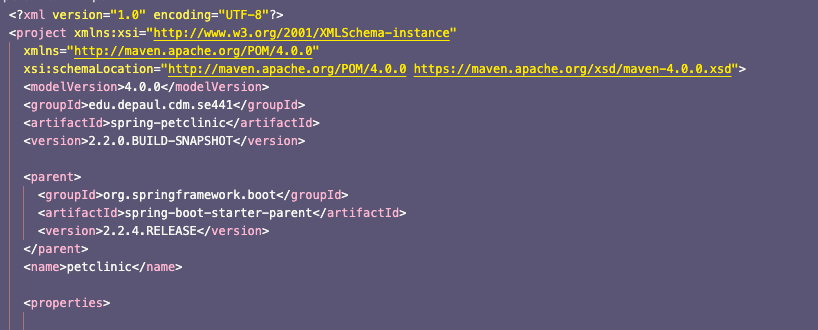 <?xml version="1.0" encoding="UTF-8"?>
<project xmlns:xsi="http://www.w3.org/2001/XMLSchema-instance"
xmlns="http://maven.apache.org/POM/4.0.0"
xsi:schemaLocation="http://maven.apache.org/POM/4.0.0 https://maven.apache.org/xsd/maven-4.0.0.xsd">
<modelVersion>4.0.0</modelVersion>
<groupId>edu.depaul.cdm.se441</groupId>
<artifactId>spring-petclinic</artifactId>
<version>2.2.0.BUILD-SNAPSHOT</version>
<parent>
<groupId>org.springframework.boot</groupId>
<artifactId>spring-boot-starter-parent</artifactId>
<version>2.2.4.RELEASE</version>
</parent>
<name>petclinic</name>
<properties>